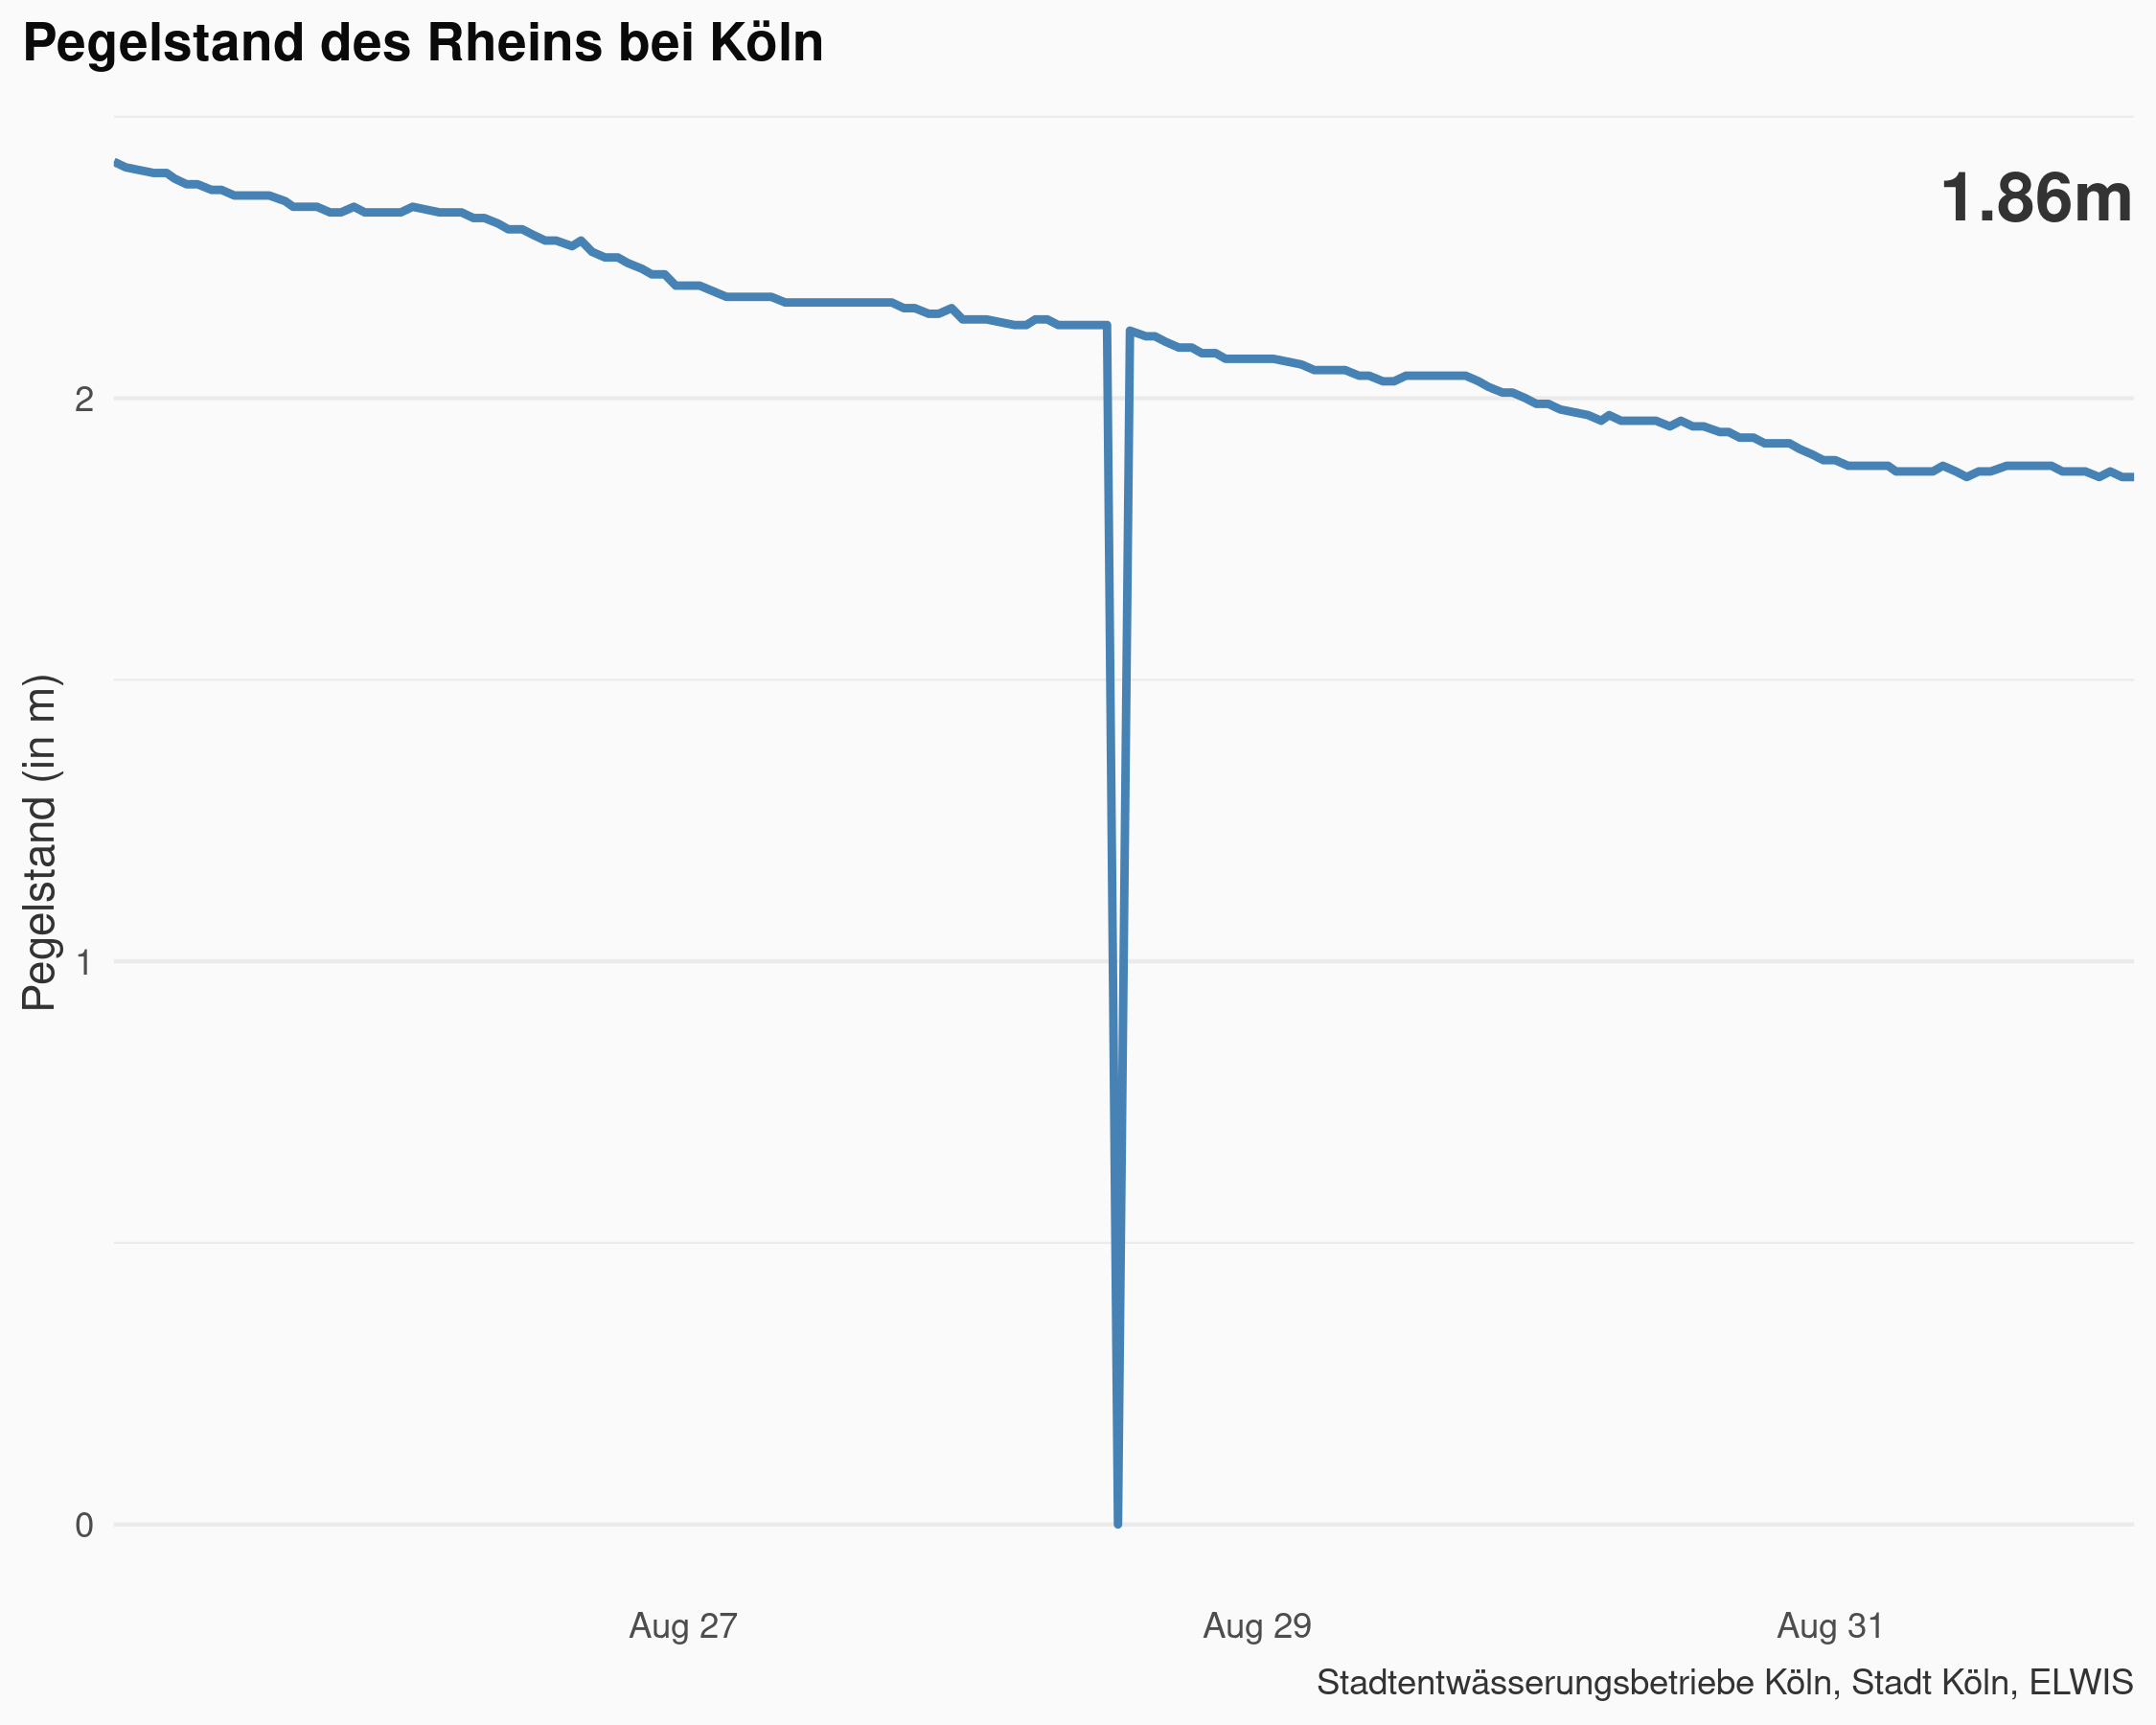 Pegelstand des Rheins bei Köln
1.86m
Pegelstand (in m)
2
1
0
Aug 27
Aug 29
Aug 31
Stadtentwässerungsbetriebe Köln, Stadt Köln, ELWIS